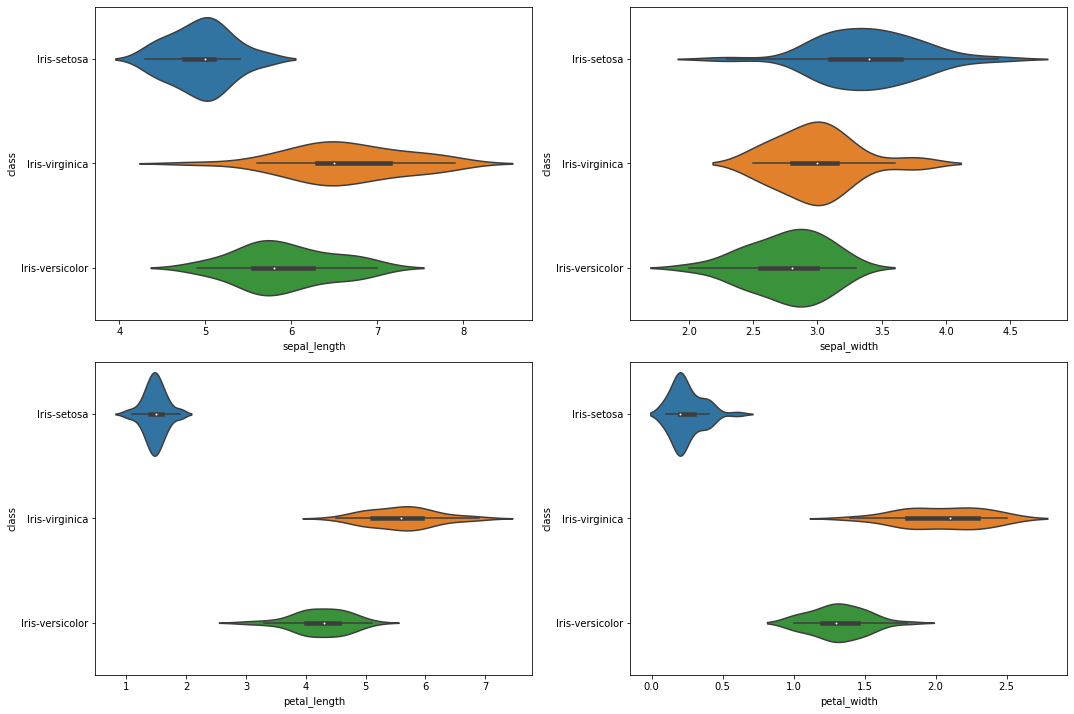 Iris-setosa
Iris-virginica
Iris-versicolor
class
4 5 6 7 8
sepal_length
Iris-setosa
Iris-virginica
Iris-versicolor
class
2.0 2.5 3.0 3.5 4.0 4.5
sepal_width
Iris-setosa
Iris-virginica
Iris-versicolor
class
1 2 3 4 5 6 7
petal_length
Iris-setosa
Iris-virginica
Iris-versicolor
class
0.0 0.5 1.0 1.5 2.0 2.5
petal_width